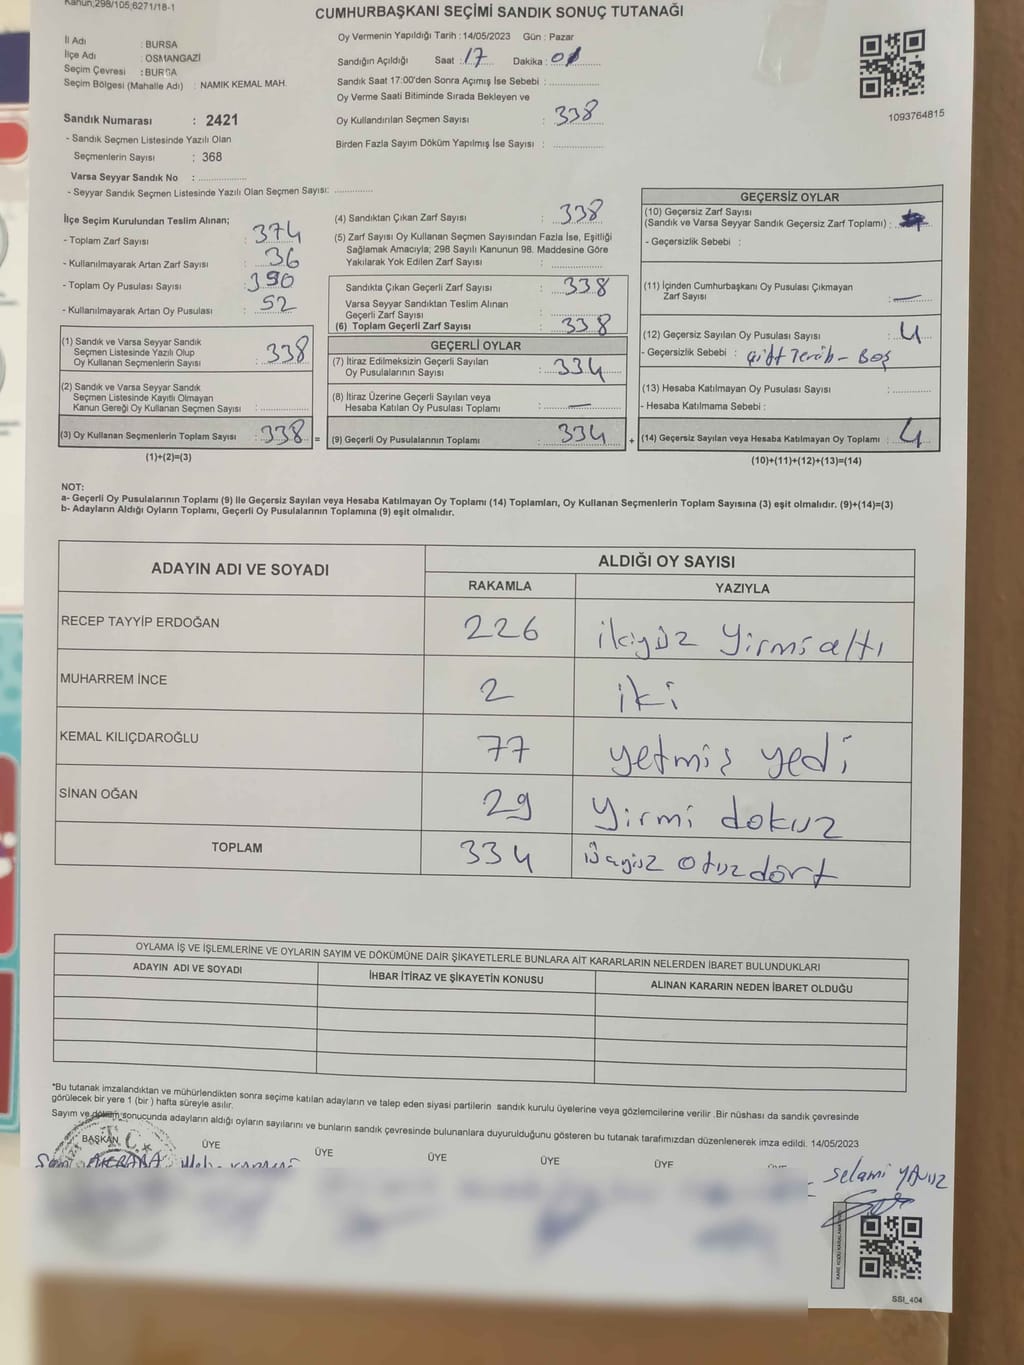 Kanun;298/105;6271/18-1
CUMHURBAŞKANI SEÇİMİ SANDIK SONUÇ TUTANAĞI
İl Adı : BURSA
İlçe Adı : OSMANGAZİ
Seçim Çevresi : BURSA
Seçim Bölgesi (Mahalle Adı) : NAMIK KEMAL MAH.
Sandık Numarası : 2421
- Sandık Seçmen Listesinde Yazılı Olan
Seçmenlerin Sayısı : 368
Varsa Seyyar Sandık No : ..................
- Seyyar Sandık Seçmen Listesinde Yazılı Olan Seçmen Sayısı: ..............
Oy Vermenin Yapıldığı Tarih : 14/05/2023 Gün : Pazar
Sandığın Açıldığı Saat : 17 Dakika : 01
Sandık Saat 17:00'den Sonra Açımış İse Sebebi : ..................
Oy Verme Saati Bitiminde Sırada Bekleyen ve
Oy Kullandırılan Seçmen Sayısı : 338
Birden Fazla Sayım Döküm Yapılmış İse Sayısı : ..................
1093764815
İlçe Seçim Kurulundan Teslim Alınan;
- Toplam Zarf Sayısı : 374
- Kullanılmayarak Artan Zarf Sayısı : 36
- Toplam Oy Pusulası Sayısı : 390
- Kullanılmayarak Artan Oy Pusulası : 52
(1) Sandık ve Varsa Seyyar Sandık
Seçmen Listesinde Yazılı Olup
Oy Kullanan Seçmenlerin Sayısı : 338
(2) Sandık ve Varsa Seyyar Sandık
Seçmen Listesinde Kayıtlı Olmayan
Kanun Gereği Oy Kullanan Seçmen Sayısı : ..................
(3) Oy Kullanan Seçmenlerin Toplam Sayısı : 338 =
(1)+(2)=(3)
(4) Sandıktan Çıkan Zarf Sayısı : 338
(5) Zarf Sayısı Oy Kullanan Seçmen Sayısından Fazla İse, Eşitliği
Sağlamak Amacıyla; 298 Sayılı Kanunun 98. Maddesine Göre
Yakılarak Yok Edilen Zarf Sayısı : ..................
Sandıkta Çıkan Geçerli Zarf Sayısı : 338
Varsa Seyyar Sandıktan Teslim Alınan
Geçerli Zarf Sayısı : ..................
(6) Toplam Geçerli Zarf Sayısı : 338
GEÇERLİ OYLAR
(7) İtiraz Edilmeksizin Geçerli Sayılan
Oy Pusulalarının Sayısı : 334
(8) İtiraz Üzerine Geçerli Sayılan veya
Hesaba Katılan Oy Pusulası Toplamı : —
(9) Geçerli Oy Pusulalarının Toplamı : 334 +
GEÇERSİZ OYLAR
(10) Geçersiz Zarf Sayısı
(Sandık ve Varsa Seyyar Sandık Geçersiz Zarf Toplamı) :
- Geçersizlik Sebebi :
(11) İçinden Cumhurbaşkanı Oy Pusulası Çıkmayan
Zarf Sayısı : —
(12) Geçersiz Sayılan Oy Pusulası Sayısı : 4
- Geçersizlik Sebebi : Çift Tercih - Boş
(13) Hesaba Katılmayan Oy Pusulası Sayısı : ..................
- Hesaba Katılmama Sebebi :
(14) Geçersiz Sayılan veya Hesaba Katılmayan Oy Toplamı : 4
(10)+(11)+(12)+(13)=(14)
NOT:
a- Geçerli Oy Pusulalarının Toplamı (9) İle Geçersiz Sayılan veya Hesaba Katılmayan Oy Toplamı (14) Toplamları, Oy Kullanan Seçmenlerin Toplam Sayısına (3) eşit olmalıdır. (9)+(14)=(3)
b- Adayların Aldığı Oyların Toplamı, Geçerli Oy Pusulalarının Toplamına (9) eşit olmalıdır.
ADAYIN ADI VE SOYADI ALDIĞI OY SAYISI
RAKAMLA YAZIYLA
RECEP TAYYİP ERDOĞAN 226 ikiyüz Yirmi altı
MUHARREM İNCE 2 iki
KEMAL KILIÇDAROĞLU 77 yetmiş yedi
SİNAN OĞAN 29 Yirmi dokuz
TOPLAM 334 üçyüz otuz dört
OYLAMA İŞ VE İŞLEMLERİNE VE OYLARIN SAYIM VE DÖKÜMÜNE DAİR ŞİKAYETLERLE BUNLARA AİT KARARLARIN NELERDEN İBARET BULUNDUKLARI
ADAYIN ADI VE SOYADI İHBAR İTİRAZ VE ŞİKAYETİN KONUSU ALINAN KARARIN NEDEN İBARET OLDUĞU
*Bu tutanak imzalandıktan ve mühürlendikten sonra seçime katılan adayların ve talep eden siyasi partilerin sandık kurulu üyelerine veya gözlemcilerine verilir .Bir nüshası da sandık çevresinde
görülecek bir yere 1 (bir ) hafta süreyle asılır.
Sayım ve döküm sonucunda adayların aldığı oyların sayılarını ve bunların sandık çevresinde bulunanlara duyurulduğunu gösteren bu tutanak tarafımızdan düzenlenerek imza edildi. 14/05/2023
BAŞKAN ÜYE ÜYE ÜYE ÜYE ÜYE
Selami YAVUZ
SSI_404